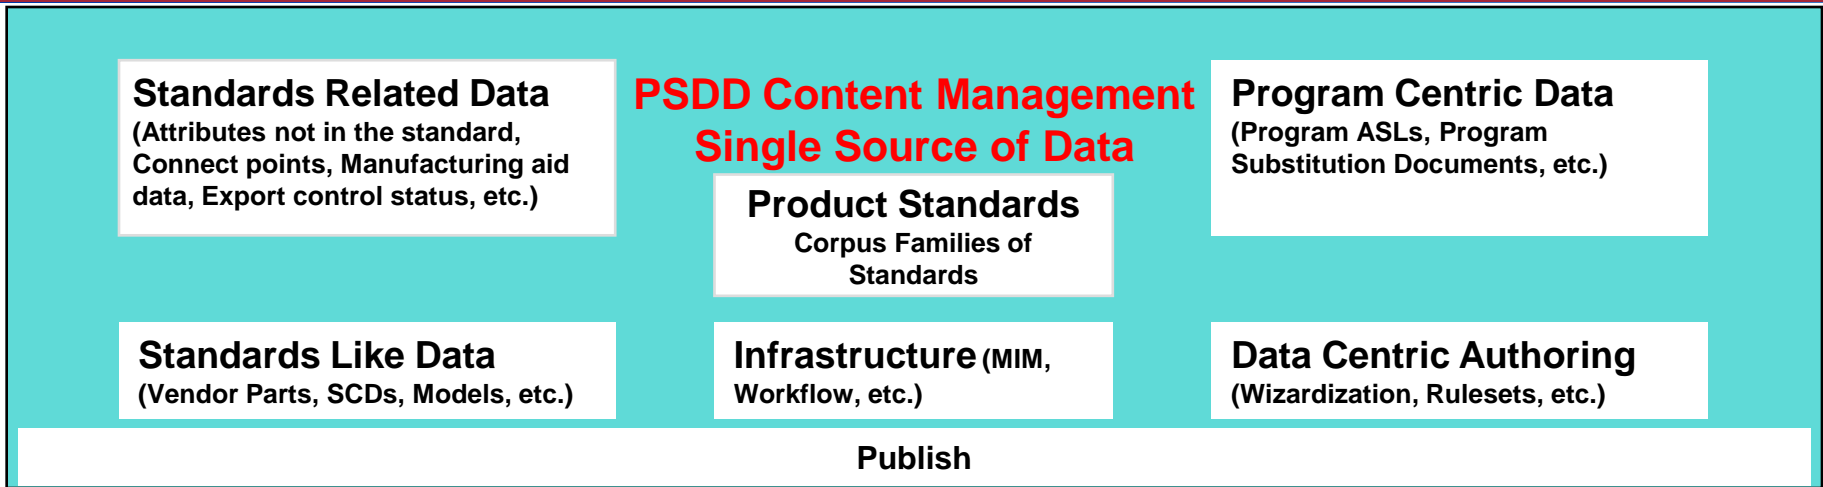 Standards Related Data
(Attributes not in the standard,
Connect points, Manufacturing aid
data, Export control status, etc.)
PSDD Content Management
Single Source of Data
Product Standards
Corpus Families of
Standards
Program Centric Data
(Program ASLs, Program
Substitution Documents, etc.)
Standards Like Data
(Vendor Parts, SCDs, Models, etc.)
Infrastructure (MIM,
Workflow, etc.)
Data Centric Authoring
(Wizardization, Rulesets, etc.)
Publish